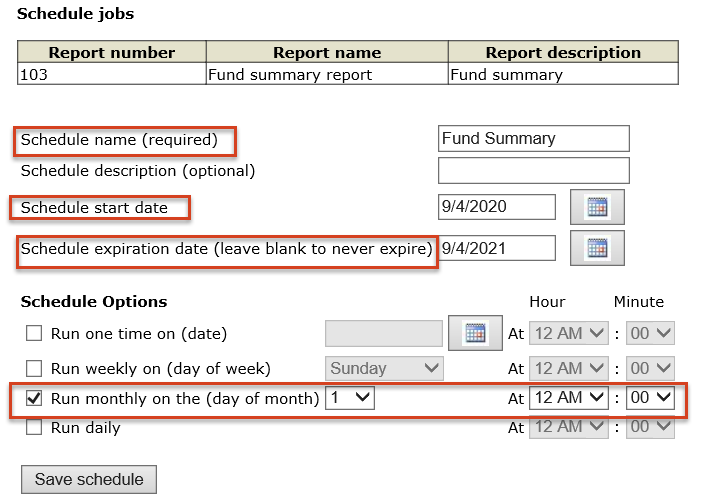 Schedule jobs
Report number Report name Report description
103 Fund summary report Fund summary
Schedule name (required) Fund Summary
Schedule description (optional)
Schedule start date 9/4/2020
Schedule expiration date (leave blank to never expire) 9/4/2021
Schedule Options Hour Minute
Run one time on (date) At 12 AM : 00
Run weekly on (day of week) Sunday At 12 AM : 00
Run monthly on the (day of month) 1 At 12 AM : 00
Run daily At 12 AM : 00
Save schedule